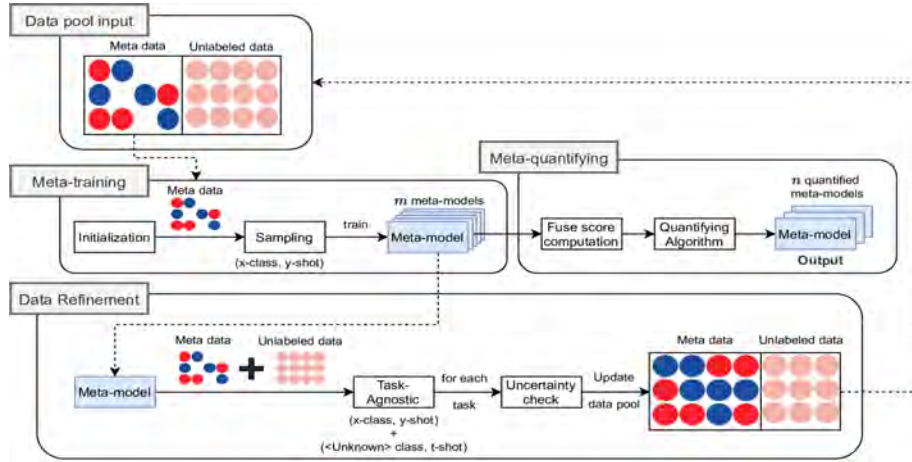 Data pool input
Meta data
Unlabeled data
Meta-training
Meta data
m meta-models
Initialization
Sampling
train
Meta-model
(x-class, y-shot)
Meta-quantifying
n quantified
meta-models
Fuse score
computation
Quantifying
Algorithm
Meta-model
Output
Data Refinement
Meta data
Unlabeled data
Meta-model
Task-
Agnostic
for each
task
Uncertainty
check
Update
data pool
Meta data
Unlabeled data
(x-class, y-shot)
+
(<Unknown> class, t-shot)